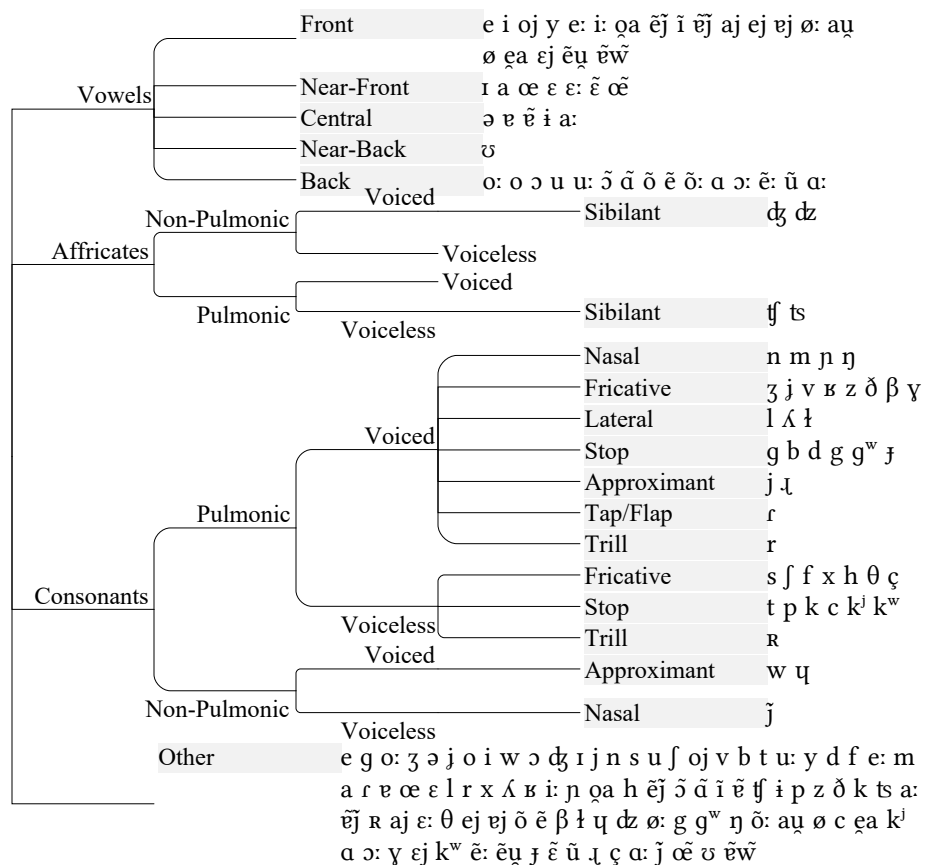 Front e i oj y eː iː o̯a ẽj̃ ĩ ɐ̃j̃ aj ej ɐj øː au̯
ø e̯a ɛj ẽu̯ ɐ̃w̃
Vowels
Near-Front ɪ a œ ɛ ɛː ɛ̃ œ̃
Central ə ɐ ɐ̃ ɨ aː
Near-Back ʊ
Back oː o ɔ u uː ɔ̃ ɑ̃ õ ẽ õː ɑ ɔː ẽː ũ ɑː
Voiced
Sibilant ʤ ʣ
Non-Pulmonic
Affricates
Voiceless
Voiced
Pulmonic
Sibilant ʧ ʦ
Voiceless
Nasal n m ɲ ŋ
Fricative ʒ ʝ v ʁ z ð β ɣ
Lateral l ʎ ɫ
Voiced
Stop ɡ b d g ɡʷ ɟ
Approximant j ɻ
Pulmonic
Tap/Flap ɾ
Trill r
Fricative s ʃ f x h θ ç
Consonants
Stop t p k c kʲ kʷ
Voiceless
Trill ʀ
Voiced
Approximant w ɥ
Non-Pulmonic
Nasal j̃
Voiceless
Other e ɡ oː ʒ ə ʝ o i w ɔ ʤ ɪ j n s u ʃ oj v b t uː y d f eː m
a ɾ ɐ œ ɛ l r x ʎ ʁ iː ɲ o̯a h ẽj̃ ɔ̃ ɑ̃ ĩ ɐ̃ ʧ ɨ p z ð k ʦ aː
ɐ̃j̃ ʀ aj ɛː θ ej ɐj õ ẽ β ɫ ɥ ʣ øː g ɡʷ ŋ õː au̯ ø c e̯a kʲ
ɑ ɔː ɣ ɛj kʷ ẽː ẽu̯ ɟ ɛ̃ ũ ɻ ç ɑː j̃ œ̃ ʊ ɐ̃w̃